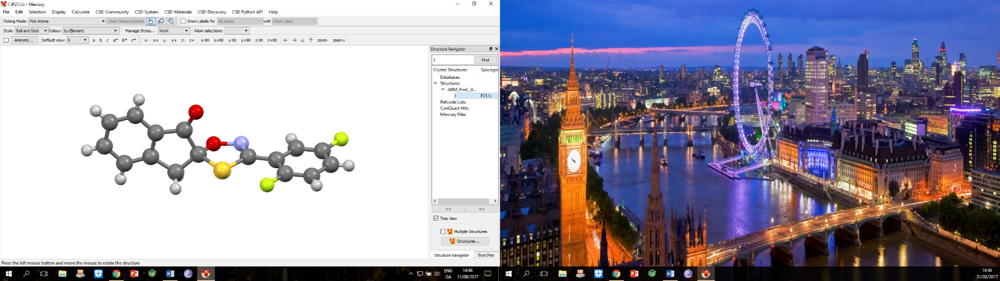 I (P21/c) - Mercury
File Edit Selection Display Calculate CSD-Community CSD-System CSD-Materials CSD-Discovery CSD Python API Help
Picking Mode: Pick Atoms Clear Measurements Show Labels for All atoms with Atom Label
Style: Ball and Stick Colour: by Element Manage Styles... Work Atom selections:
Animate... Default view: b a b c a* b* c* x- x+ y- y+ z- z+ x-90 x+90 y-90 y+90 z-90 z+90 zoom- zoom+
Structure Navigator
I Find
Crystal Structures Spacegro
Databases
Structures
ARM_PmC_U...
I P21/c
Refcode Lists
ConQuest Hits
Mercury Files
<< >>
Tree View
Multiple Structures
Structures...
Structure Navigator Searches
Press the left mouse button and move the mouse to rotate the structure
ENG
GA
14:46
31/08/2017
14:46
31/08/2017